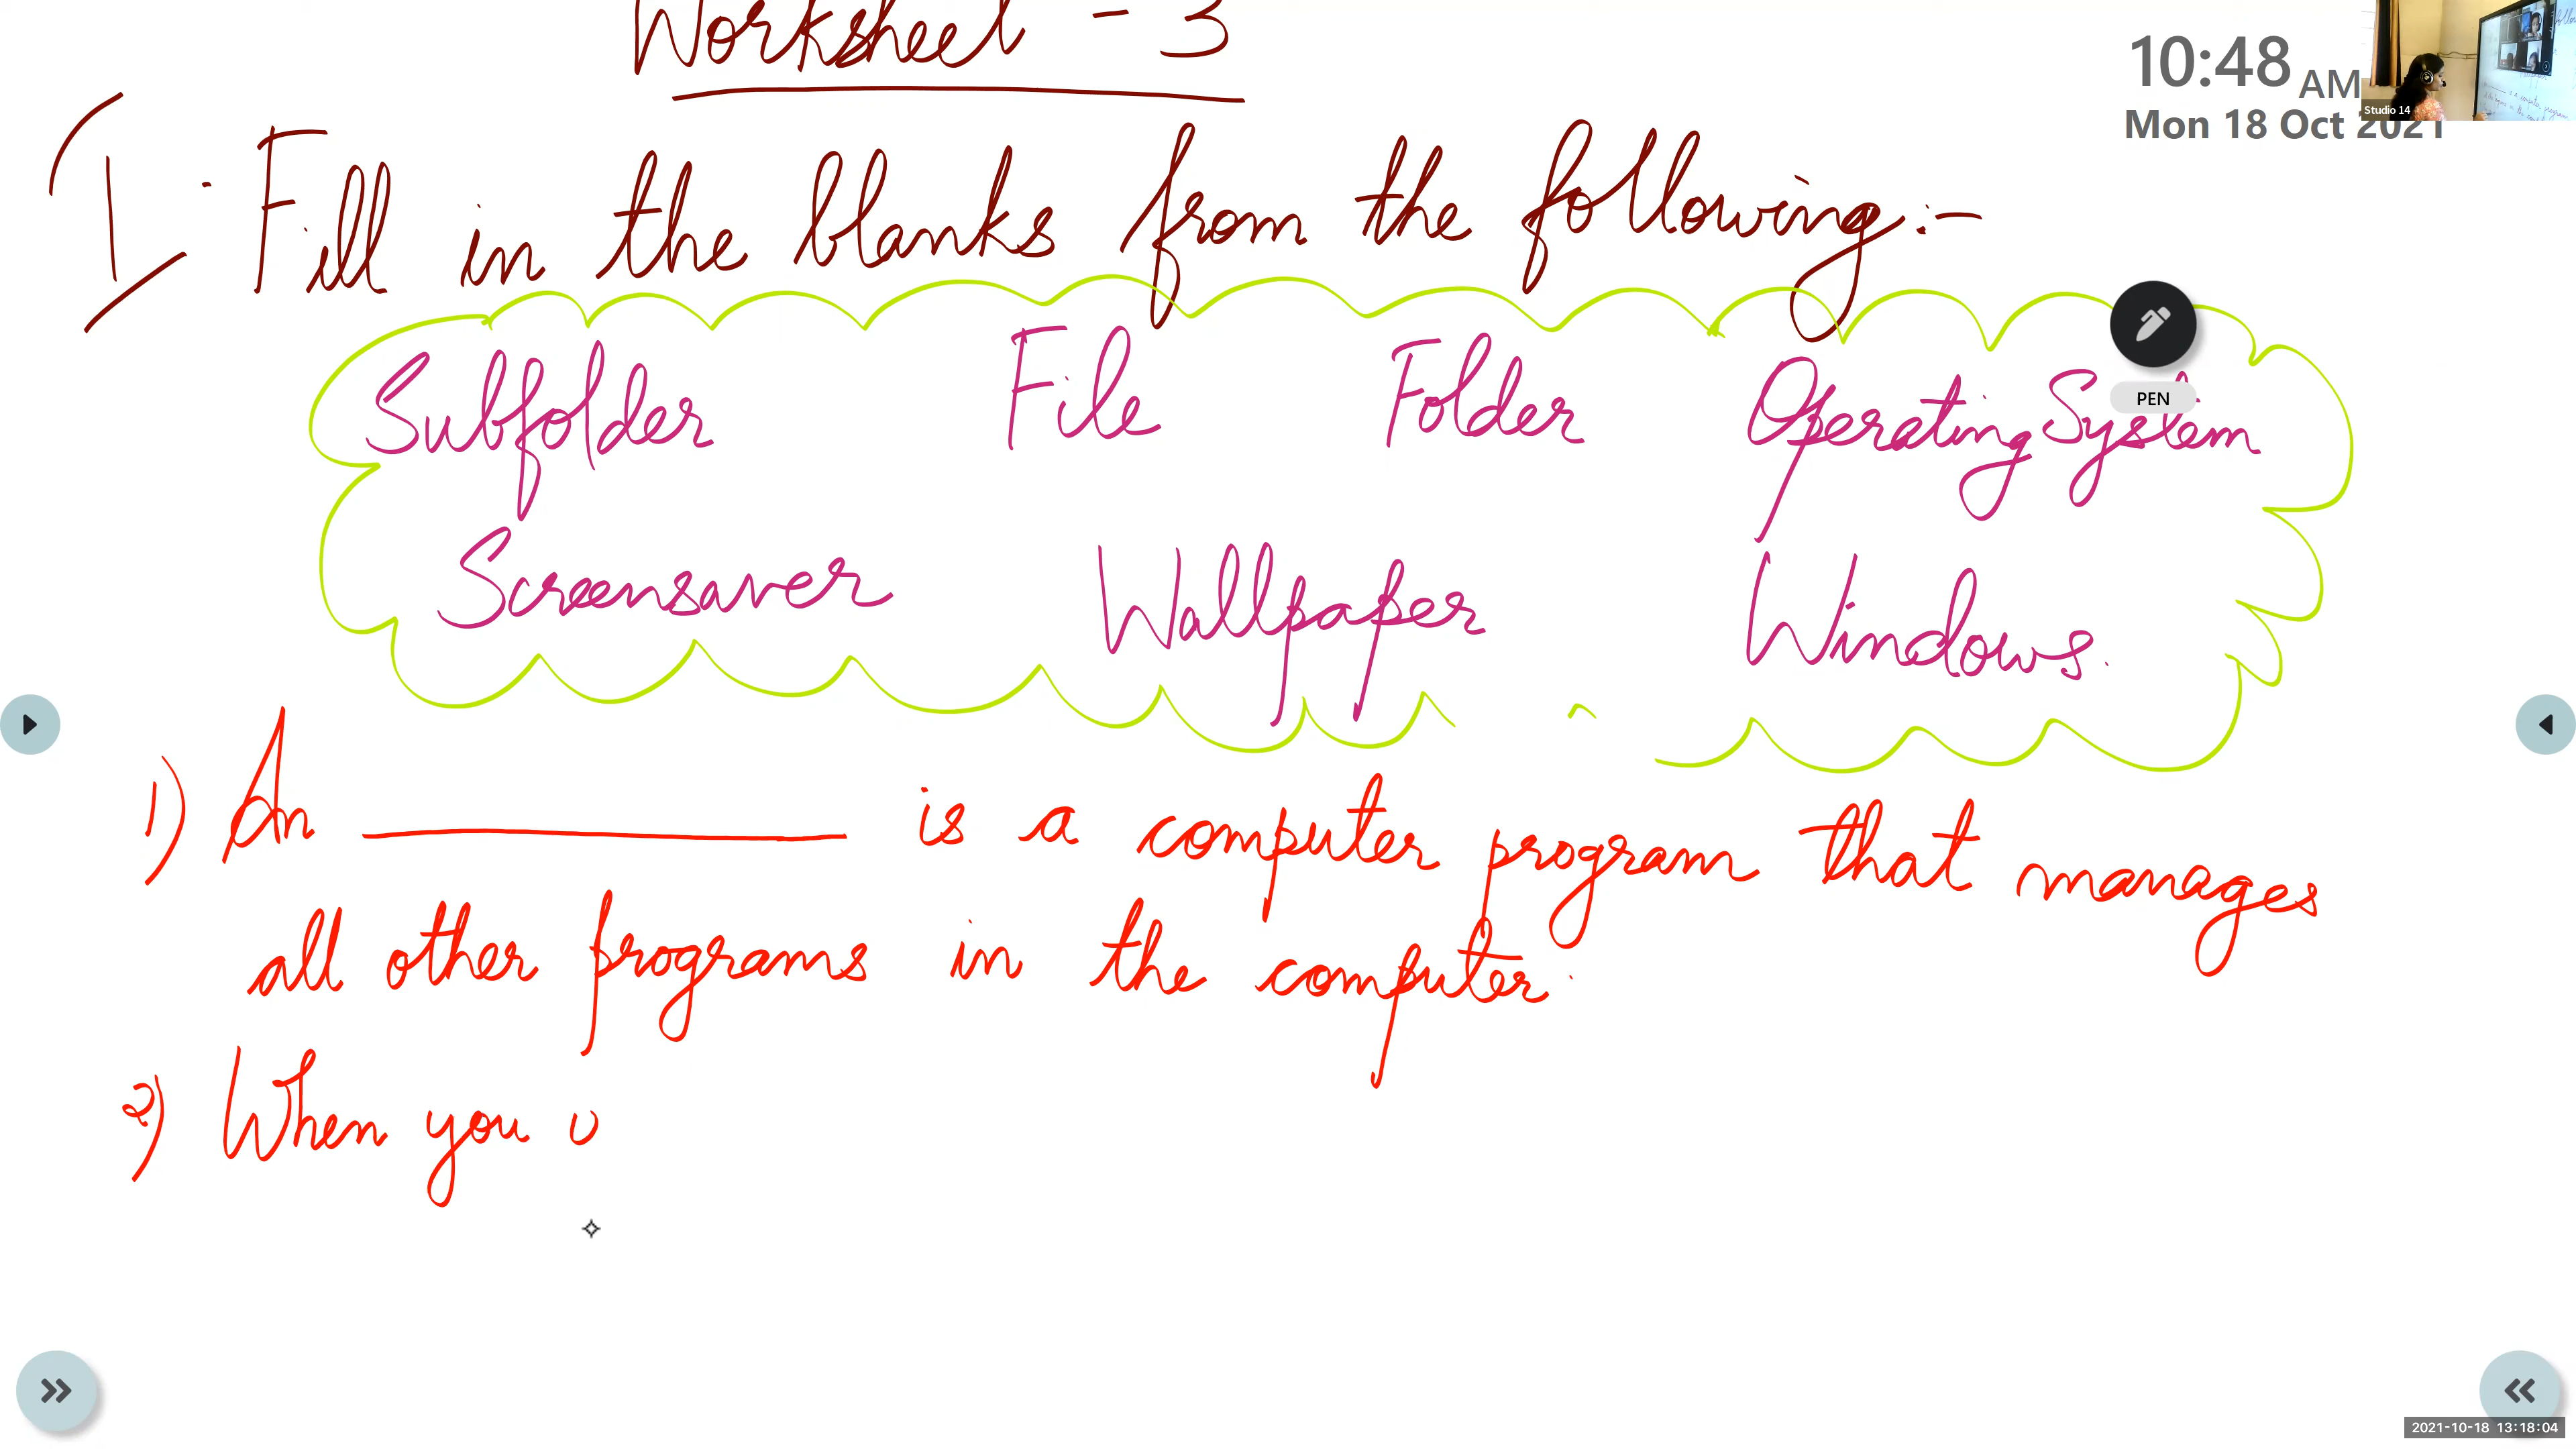 Worksheet - 3
10:48 AM
Studio 14
Mon 18 Oct 2021
I. Fill in the blanks from the following:-
Subfolder File Folder Operating System
PEN
Screensaver Wallpaper Windows.
1) An ____________ is a computer program that manages
all other programs in the computer.
2) When you
2021-10-18 13:18:04